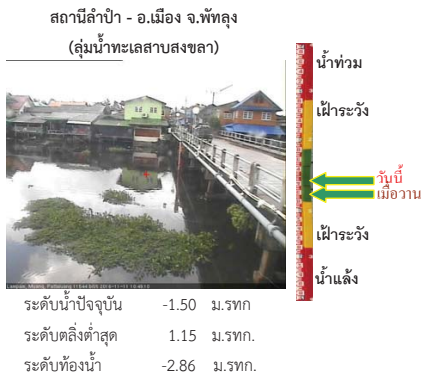 สถานีลำปำ - อ.เมือง จ.พัทลุง
(ลุ่มน้ำทะเลสาบสงขลา)
น้ำท่วม
เฝ้าระวัง
วันนี้
เมื่อวาน
เฝ้าระวัง
น้ำแล้ง
ระดับน้ำปัจจุบัน -1.50 ม.รทก
ระดับตลิ่งต่ำสุด 1.15 ม.รทก.
ระดับท้องน้ำ -2.86 ม.รทก.